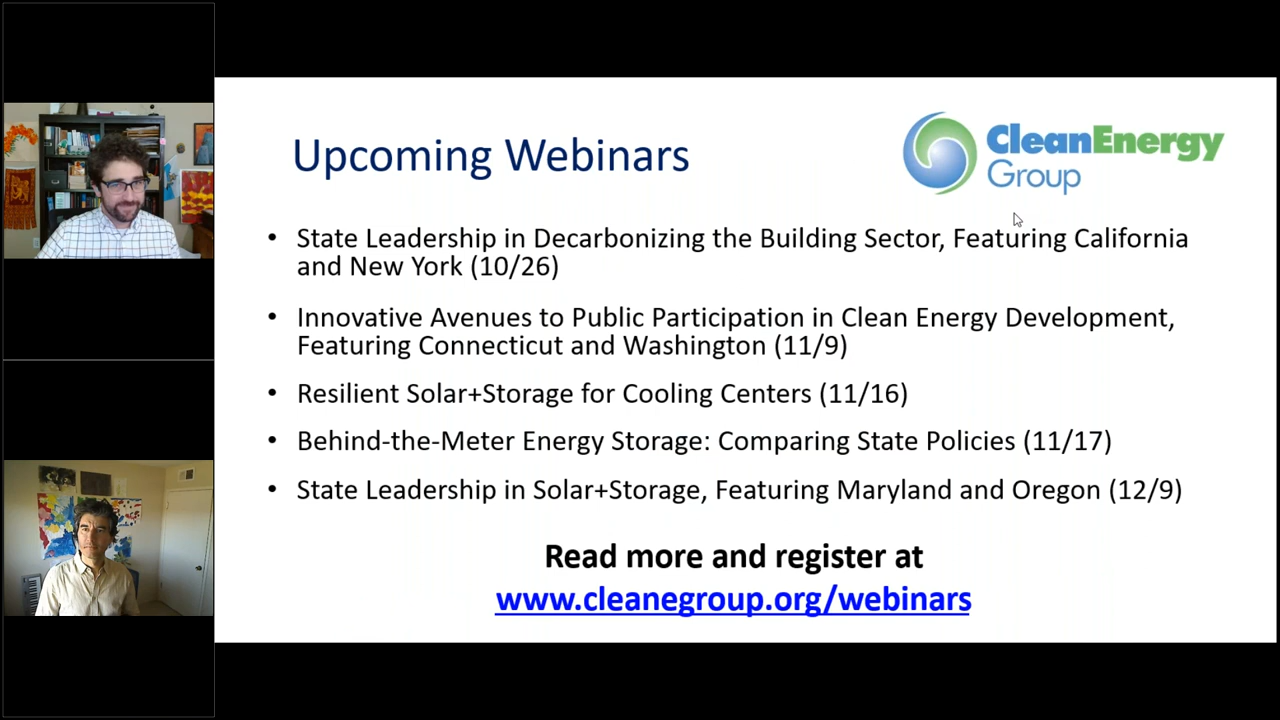 Upcoming Webinars
CleanEnergy
Group
• State Leadership in Decarbonizing the Building Sector, Featuring California
and New York (10/26)
• Innovative Avenues to Public Participation in Clean Energy Development,
Featuring Connecticut and Washington (11/9)
• Resilient Solar+Storage for Cooling Centers (11/16)
• Behind-the-Meter Energy Storage: Comparing State Policies (11/17)
• State Leadership in Solar+Storage, Featuring Maryland and Oregon (12/9)
Read more and register at
www.cleanegroup.org/webinars